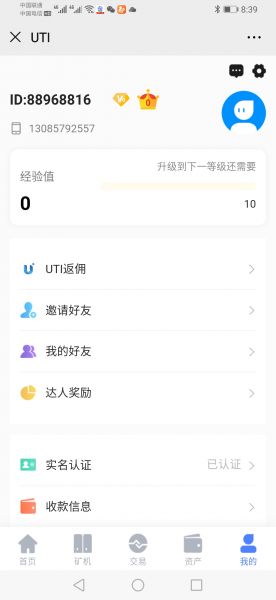 中国联通
中国电信 HD
8:39
UTI
ID:88968816
V6
0
13085792557
经验值
升级到下一等级还需要
0
10
UTI返佣
邀请好友
我的好友
达人奖励
实名认证
已认证
收款信息
首页
矿机
交易
资产
我的